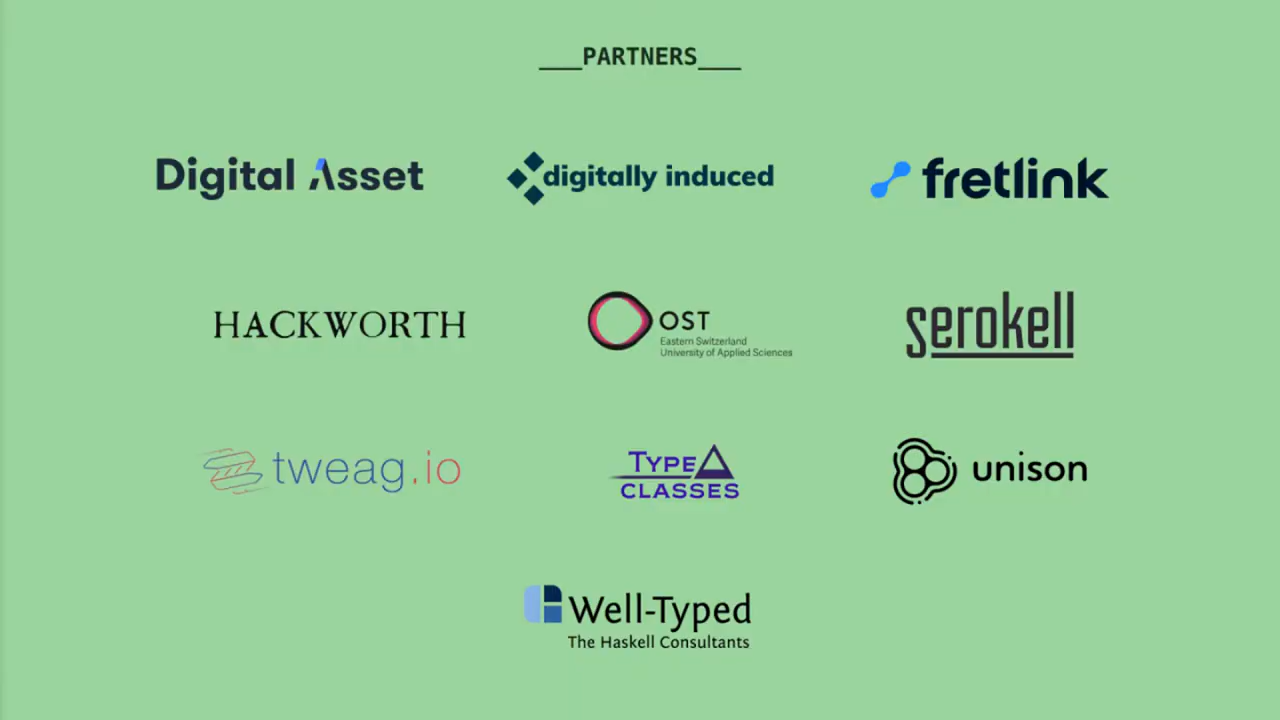 ___PARTNERS___
Digital Asset
digitally induced
fretlink
HACKWORTH
OST
Eastern Switzerland
University of Applied Sciences
serokell
tweag.io
TYPE
CLASSES
unison
Well-Typed
The Haskell Consultants